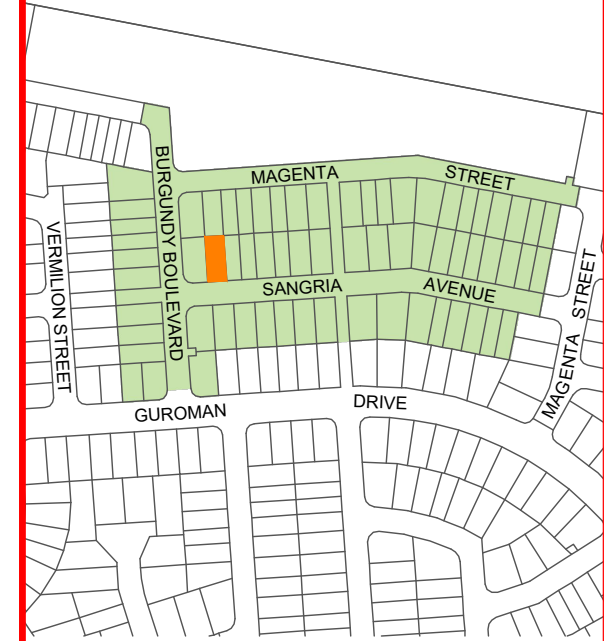 MAGENTA STREET
BURGUNDY BOULEVARD
VERMILION STREET
SANGRIA AVENUE
MAGENTA STREET
GUROMAN DRIVE